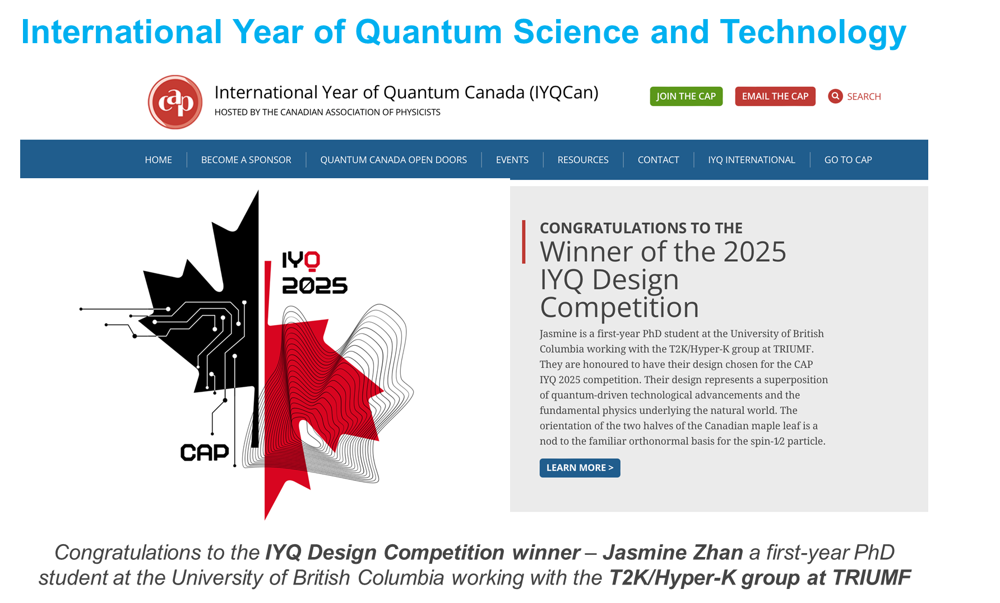 International Year of Quantum Science and Technology
cap
International Year of Quantum Canada (IYQCan)
HOSTED BY THE CANADIAN ASSOCIATION OF PHYSICISTS
JOIN THE CAP
EMAIL THE CAP
SEARCH
HOME
BECOME A SPONSOR
QUANTUM CANADA OPEN DOORS
EVENTS
RESOURCES
CONTACT
IYQ INTERNATIONAL
GO TO CAP
IYQ
2025
CAP
CONGRATULATIONS TO THE
Winner of the 2025
IYQ Design
Competition
Jasmine is a first-year PhD student at the University of British
Columbia working with the T2K/Hyper-K group at TRIUMF.
They are honoured to have their design chosen for the CAP
IYQ 2025 competition. Their design represents a superposition
of quantum-driven technological advancements and the
fundamental physics underlying the natural world. The
orientation of the two halves of the Canadian maple leaf is a
nod to the familiar orthonormal basis for the spin-1/2 particle.
LEARN MORE >
Congratulations to the IYQ Design Competition winner – Jasmine Zhan a first-year PhD
student at the University of British Columbia working with the T2K/Hyper-K group at TRIUMF